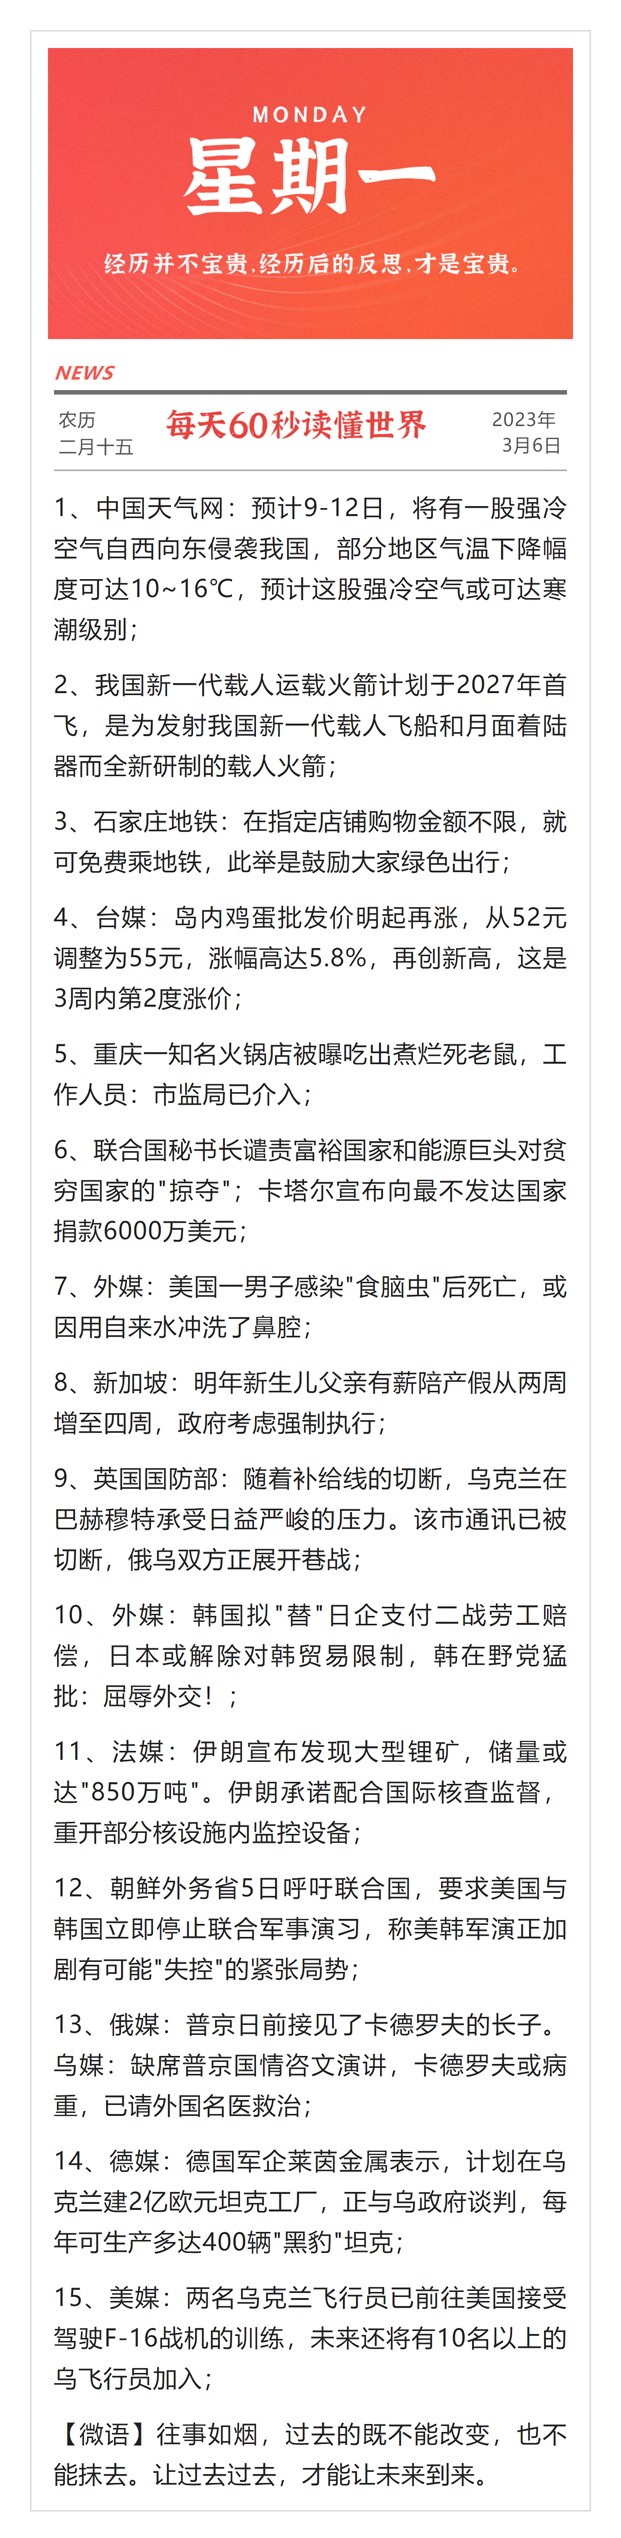 MONDAY
星期一
经历并不宝贵,经历后的反思,才是宝贵。
NEWS
农历
二月十五
每天60秒读懂世界
2023年
3月6日
1、中国天气网：预计9-12日，将有一股强冷
空气自西向东侵袭我国，部分地区气温下降幅
度可达10~16℃，预计这股强冷空气或可达寒
潮级别；
2、我国新一代载人运载火箭计划于2027年首
飞，是为发射我国新一代载人飞船和月面着陆
器而全新研制的载人火箭；
3、石家庄地铁：在指定店铺购物金额不限，就
可免费乘地铁，此举是鼓励大家绿色出行；
4、台媒：岛内鸡蛋批发价明起再涨，从52元
调整为55元，涨幅高达5.8%，再创新高，这是
3周内第2度涨价；
5、重庆一知名火锅店被曝吃出煮烂死老鼠，工
作人员：市监局已介入；
6、联合国秘书长谴责富裕国家和能源巨头对贫
穷国家的"掠夺"；卡塔尔宣布向最不发达国家
捐款6000万美元；
7、外媒：美国一男子感染"食脑虫"后死亡，或
因用自来水冲洗了鼻腔；
8、新加坡：明年新生儿父亲有薪陪产假从两周
增至四周，政府考虑强制执行；
9、英国国防部：随着补给线的切断，乌克兰在
巴赫穆特承受日益严峻的压力。该市通讯已被
切断，俄乌双方正展开巷战；
10、外媒：韩国拟"替"日企支付二战劳工赔
偿，日本或解除对韩贸易限制，韩在野党猛
批：屈辱外交！；
11、法媒：伊朗宣布发现大型锂矿，储量或
达"850万吨"。伊朗承诺配合国际核查监督，
重开部分核设施内监控设备；
12、朝鲜外务省5日呼吁联合国，要求美国与
韩国立即停止联合军事演习，称美韩军演正加
剧有可能"失控"的紧张局势；
13、俄媒：普京日前接见了卡德罗夫的长子。
乌媒：缺席普京国情咨文演讲，卡德罗夫或病
重，已请外国名医救治；
14、德媒：德国军企莱茵金属表示，计划在乌
克兰建2亿欧元坦克工厂，正与乌政府谈判，每
年可生产多达400辆"黑豹"坦克；
15、美媒：两名乌克兰飞行员已前往美国接受
驾驶F-16战机的训练，未来还将有10名以上的
乌飞行员加入；
【微语】往事如烟，过去的既不能改变，也不
能抹去。让过去过去，才能让未来到来。